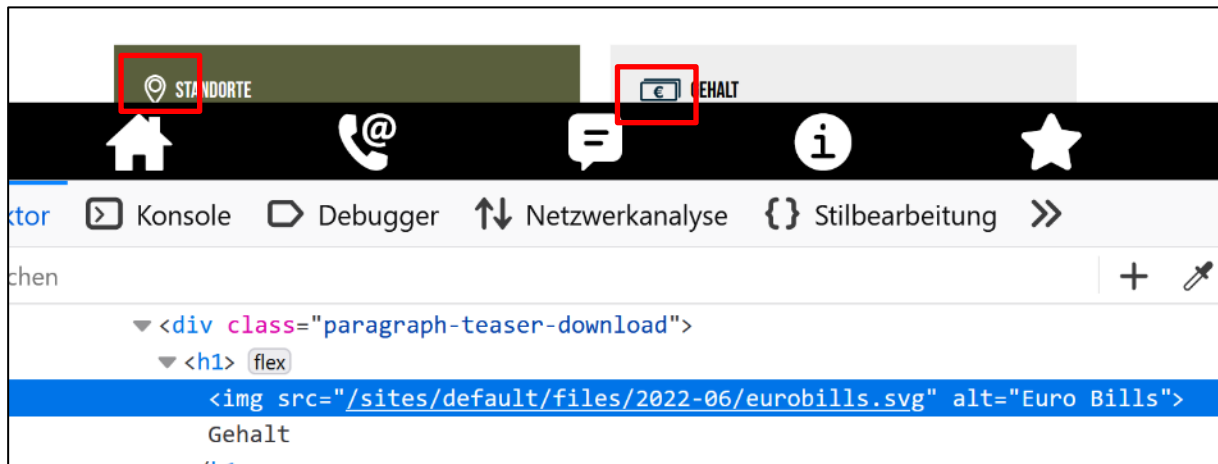 STANDORTE
€ GEHALT
@
i
ktor Konsole Debugger Netzwerkanalyse {} Stilbearbeitung
chen
<div class="paragraph-teaser-download">
<h1> flex
<img src="/sites/default/files/2022-06/eurobills.svg" alt="Euro Bills">
Gehalt